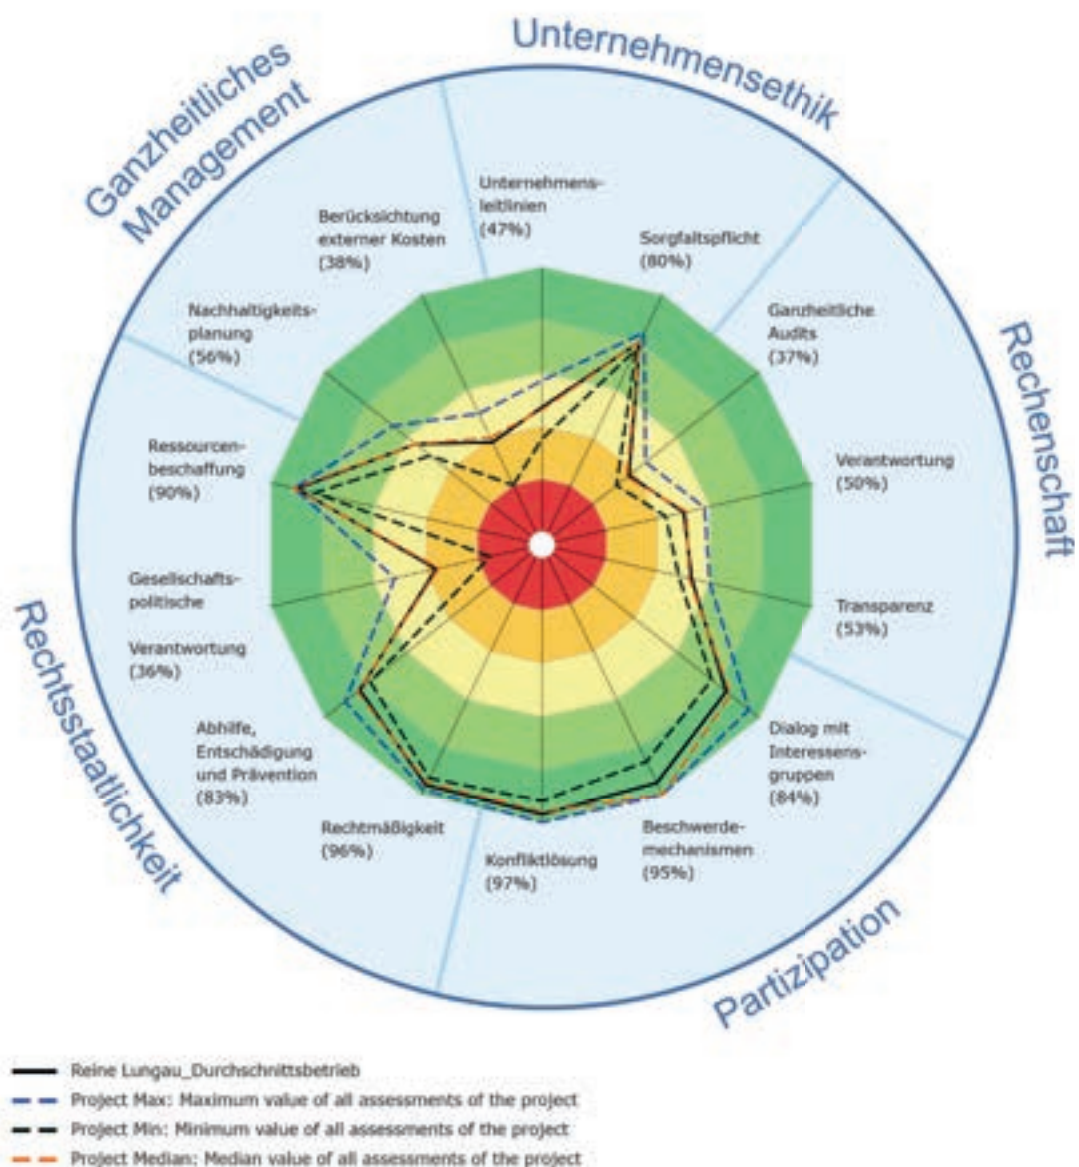 Unternehmensethik
Ganzheitliches
Management
Rechenschaft
Partizipation
Rechtsstaatlichkeit
Unternehmens-
leitlinien
(47%)
Sorgfaltspflicht
(80%)
Ganzheitliche
Audits
(37%)
Verantwortung
(50%)
Transparenz
(53%)
Dialog mit
Interessens-
gruppen
(84%)
Beschwerde-
mechanismen
(95%)
Konfliktlösung
(97%)
Rechtmäßigkeit
(96%)
Abhilfe,
Entschädigung
und Prävention
(83%)
Gesellschafts-
politische
Verantwortung
(36%)
Ressourcen-
beschaffung
(90%)
Nachhaltigkeits-
planung
(56%)
Berücksichtung
externer Kosten
(38%)
Reine Lungau_Durchschnittsbetrieb
Project Max: Maximum value of all assessments of the project
Project Min: Minimum value of all assessments of the project
Project Median: Median value of all assessments of the project